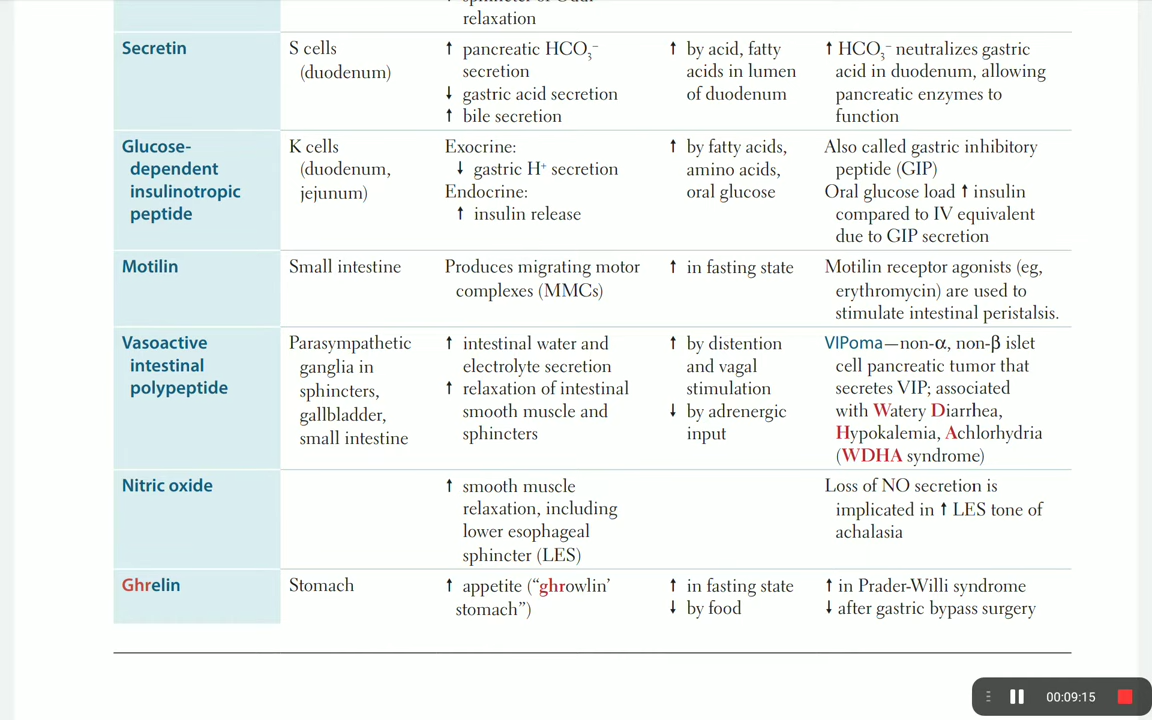 relaxation
Secretin
S cells
(duodenum)
↑ pancreatic HCO₃⁻
secretion
↓ gastric acid secretion
↑ bile secretion
↑ by acid, fatty
acids in lumen
of duodenum
↑ HCO₃⁻ neutralizes gastric
acid in duodenum, allowing
pancreatic enzymes to
function
Glucose-
dependent
insulinotropic
peptide
K cells
(duodenum,
jejunum)
Exocrine:
↓ gastric H⁺ secretion
Endocrine:
↑ insulin release
↑ by fatty acids,
amino acids,
oral glucose
Also called gastric inhibitory
peptide (GIP)
Oral glucose load ↑ insulin
compared to IV equivalent
due to GIP secretion
Motilin
Small intestine
Produces migrating motor
complexes (MMCs)
↑ in fasting state
Motilin receptor agonists (eg,
erythromycin) are used to
stimulate intestinal peristalsis.
Vasoactive
intestinal
polypeptide
Parasympathetic
ganglia in
sphincters,
gallbladder,
small intestine
↑ intestinal water and
electrolyte secretion
↑ relaxation of intestinal
smooth muscle and
sphincters
↑ by distention
and vagal
stimulation
↓ by adrenergic
input
VIPoma—non-α, non-β islet
cell pancreatic tumor that
secretes VIP; associated
with Watery Diarrhea,
Hypokalemia, Achlorhydria
(WDHA syndrome)
Nitric oxide
↑ smooth muscle
relaxation, including
lower esophageal
sphincter (LES)
Loss of NO secretion is
implicated in ↑ LES tone of
achalasia
Ghrelin
Stomach
↑ appetite (“ghrowlin’
stomach”)
↑ in fasting state
↓ by food
↑ in Prader-Willi syndrome
↓ after gastric bypass surgery
00:09:15